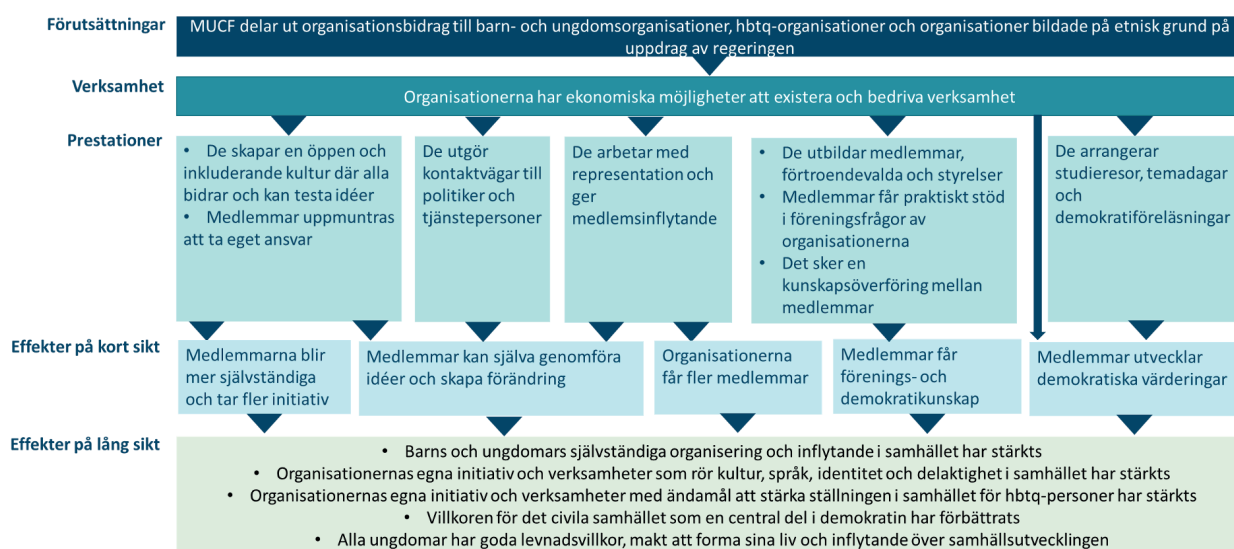 Förutsättningar
MUCF delar ut organisationsbidrag till barn- och ungdomsorganisationer, hbtq-organisationer och organisationer bildade på etnisk grund på
uppdrag av regeringen
Verksamhet
Organisationerna har ekonomiska möjligheter att existera och bedriva verksamhet
Prestationer
• De skapar en öppen och
inkluderande kultur där alla
bidrar och kan testa idéer
• Medlemmar uppmuntras
att ta eget ansvar
De utgör
kontaktvägar till
politiker och
tjänstepersoner
De arbetar med
representation och
ger
medlemsinflytande
• De utbildar medlemmar,
förtroendevalda och styrelser
• Medlemmar får praktiskt stöd
i föreningsfrågor av
organisationerna
• Det sker en
kunskapsöverföring mellan
medlemmar
De arrangerar
studieresor, temadagar
och
demokratiföreläsningar
Effekter på kort sikt
Medlemmarna blir
mer självständiga
och tar fler initiativ
Medlemmar kan själva genomföra
idéer och skapa förändring
Organisationerna
får fler medlemmar
Medlemmar får
förenings- och
demokratikunskap
Medlemmar utvecklar
demokratiska värderingar
Effekter på lång sikt
• Barns och ungdomars självständiga organisering och inflytande i samhället har stärkts
• Organisationernas egna initiativ och verksamheter som rör kultur, språk, identitet och delaktighet i samhället har stärkts
• Organisationernas egna initiativ och verksamheter med ändamål att stärka ställningen i samhället för hbtq-personer har stärkts
• Villkoren för det civila samhället som en central del i demokratin har förbättrats
• Alla ungdomar har goda levnadsvillkor, makt att forma sina liv och inflytande över samhällsutvecklingen